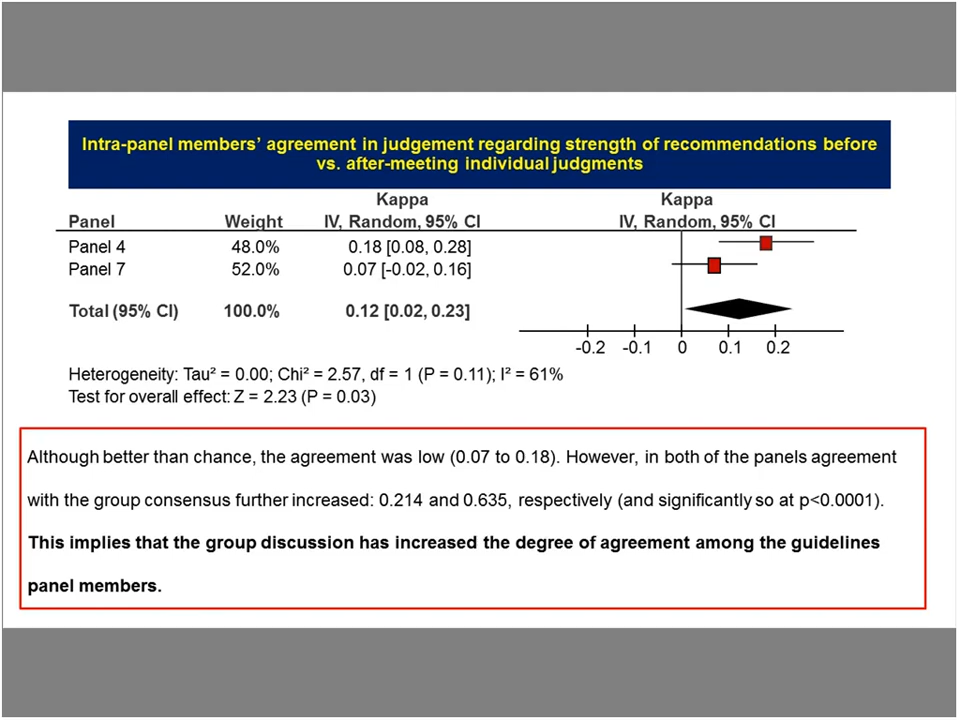 Intra-panel members’ agreement in judgement regarding strength of recommendations before
vs. after-meeting individual judgments
Kappa Kappa
Panel Weight IV, Random, 95% CI IV, Random, 95% CI
Panel 4 48.0% 0.18 [0.08, 0.28]
Panel 7 52.0% 0.07 [-0.02, 0.16]
Total (95% CI) 100.0% 0.12 [0.02, 0.23]
-0.2 -0.1 0 0.1 0.2
Heterogeneity: Tau² = 0.00; Chi² = 2.57, df = 1 (P = 0.11); I² = 61%
Test for overall effect: Z = 2.23 (P = 0.03)
Although better than chance, the agreement was low (0.07 to 0.18). However, in both of the panels agreement
with the group consensus further increased: 0.214 and 0.635, respectively (and significantly so at p<0.0001).
This implies that the group discussion has increased the degree of agreement among the guidelines
panel members.